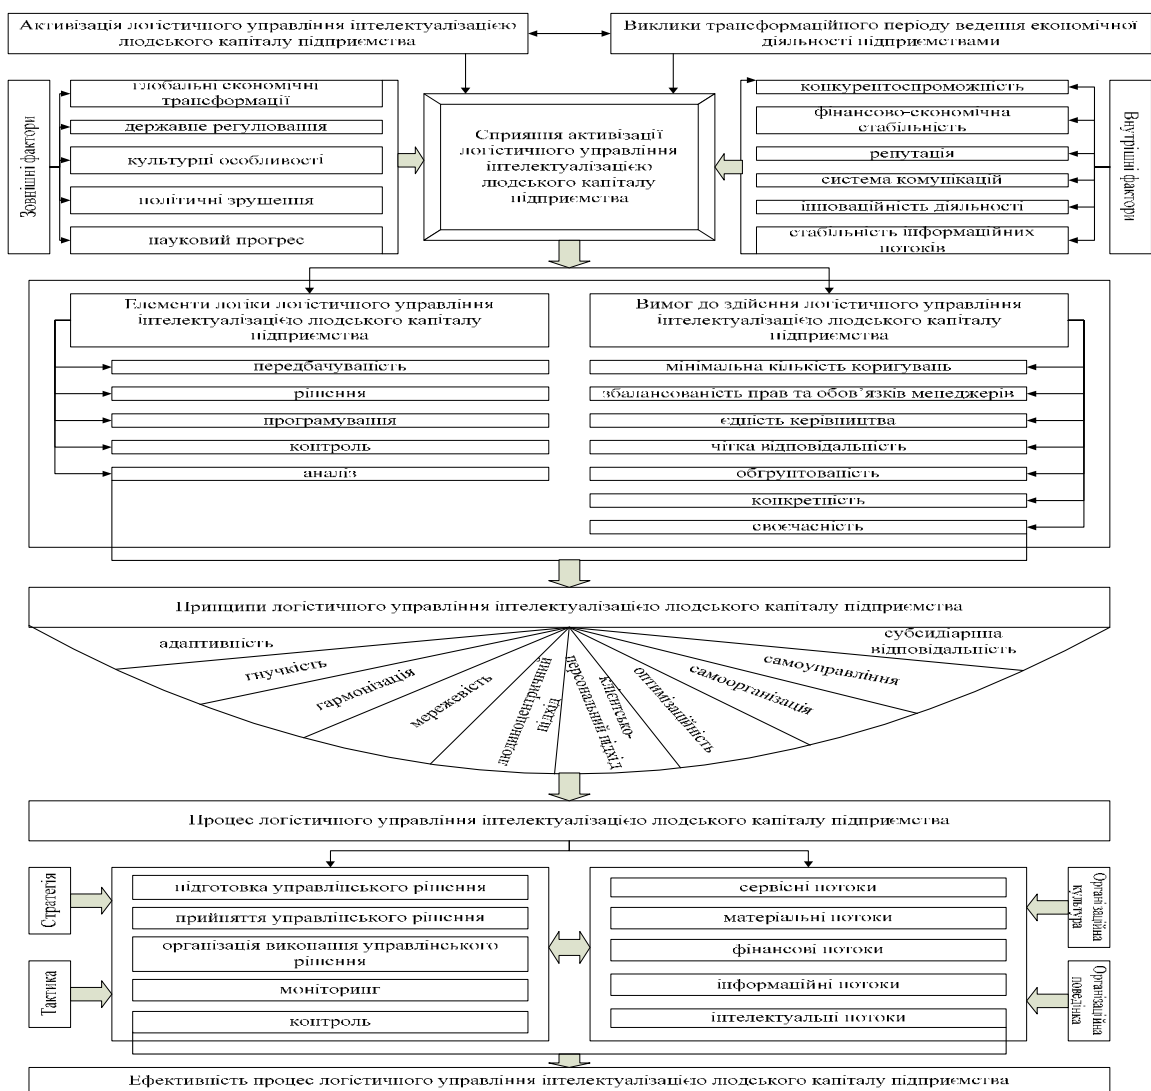 Активізація логістичного управління інтелектуалізацією
людського капіталу підприємства
Виклики трансформаційного періоду ведення економічної
діяльності підприємствами
Зовнішні фактори
глобальні економічні
трансформації
державне регулювання
культурні особливості
політичні зрушення
науковий прогрес
Сприяння активізації
логістичного управління
інтелектуалізацією
людського капіталу
підприємства
конкурентоспроможність
фінансово-економічна
стабільність
репутація
система комунікацій
інноваційність діяльності
стабільність інформаційних
потоків
Внутрішні фактори
Елементи логіки логістичного управління
інтелектуалізацією людського капіталу
підприємства
передбачуваність
рішення
програмування
контроль
аналіз
Вимог до здійсення логістичного управління
інтелектуалізацією людського капіталу
підприємства
мінімальна кількість коригувань
збалансованість прав та обов’язків менеджерів
єдність керівництва
чітка відповідальність
обґрунтованість
конкретність
своєчасність
Принципи логістичного управління інтелектуалізацією людського капіталу підприємства
адаптивність
гнучкість
гармонізація
мережевість
людиноцентричний
підхід
клієнтсько-
персональний підхід
оптимізаційність
самоорганізація
самоуправління
субсидіарна
відповідальність
Процес логістичного управління інтелектуалізацією людського капіталу підприємства
Стратегія
Тактика
підготовка управлінського рішення
прийняття управлінського рішення
організація виконання управлінського
рішення
моніторинг
контроль
сервісні потоки
матеріальні потоки
фінансові потоки
інформаційні потоки
інтелектуальні потоки
Організаційна
культура
Організаційна
поведінка
Ефективність процес логістичного управління інтелектуалізацією людського капіталу підприємства